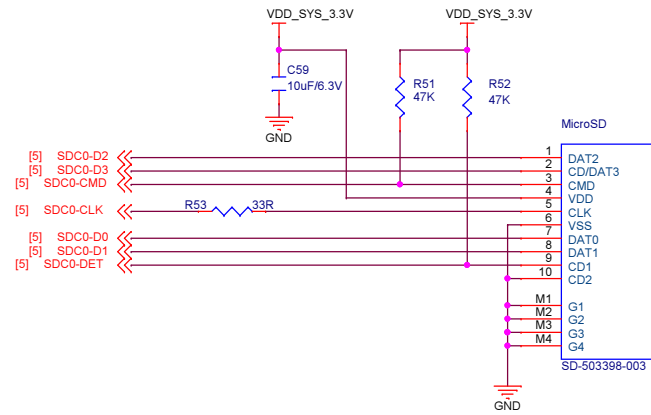 VDD_SYS_3.3V VDD_SYS_3.3V
C59
10uF/6.3V
R51
47K
R52
47K
GND
MicroSD
[5] SDC0-D2 1 DAT2
[5] SDC0-D3 2 CD/DAT3
[5] SDC0-CMD 3 CMD
4 VDD
[5] SDC0-CLK R53 33R 5 CLK
6 VSS
[5] SDC0-D0 7 DAT0
[5] SDC0-D1 8 DAT1
[5] SDC0-DET 9 CD1
10 CD2
M1 G1
M2 G2
M3 G3
M4 G4
SD-503398-003
GND